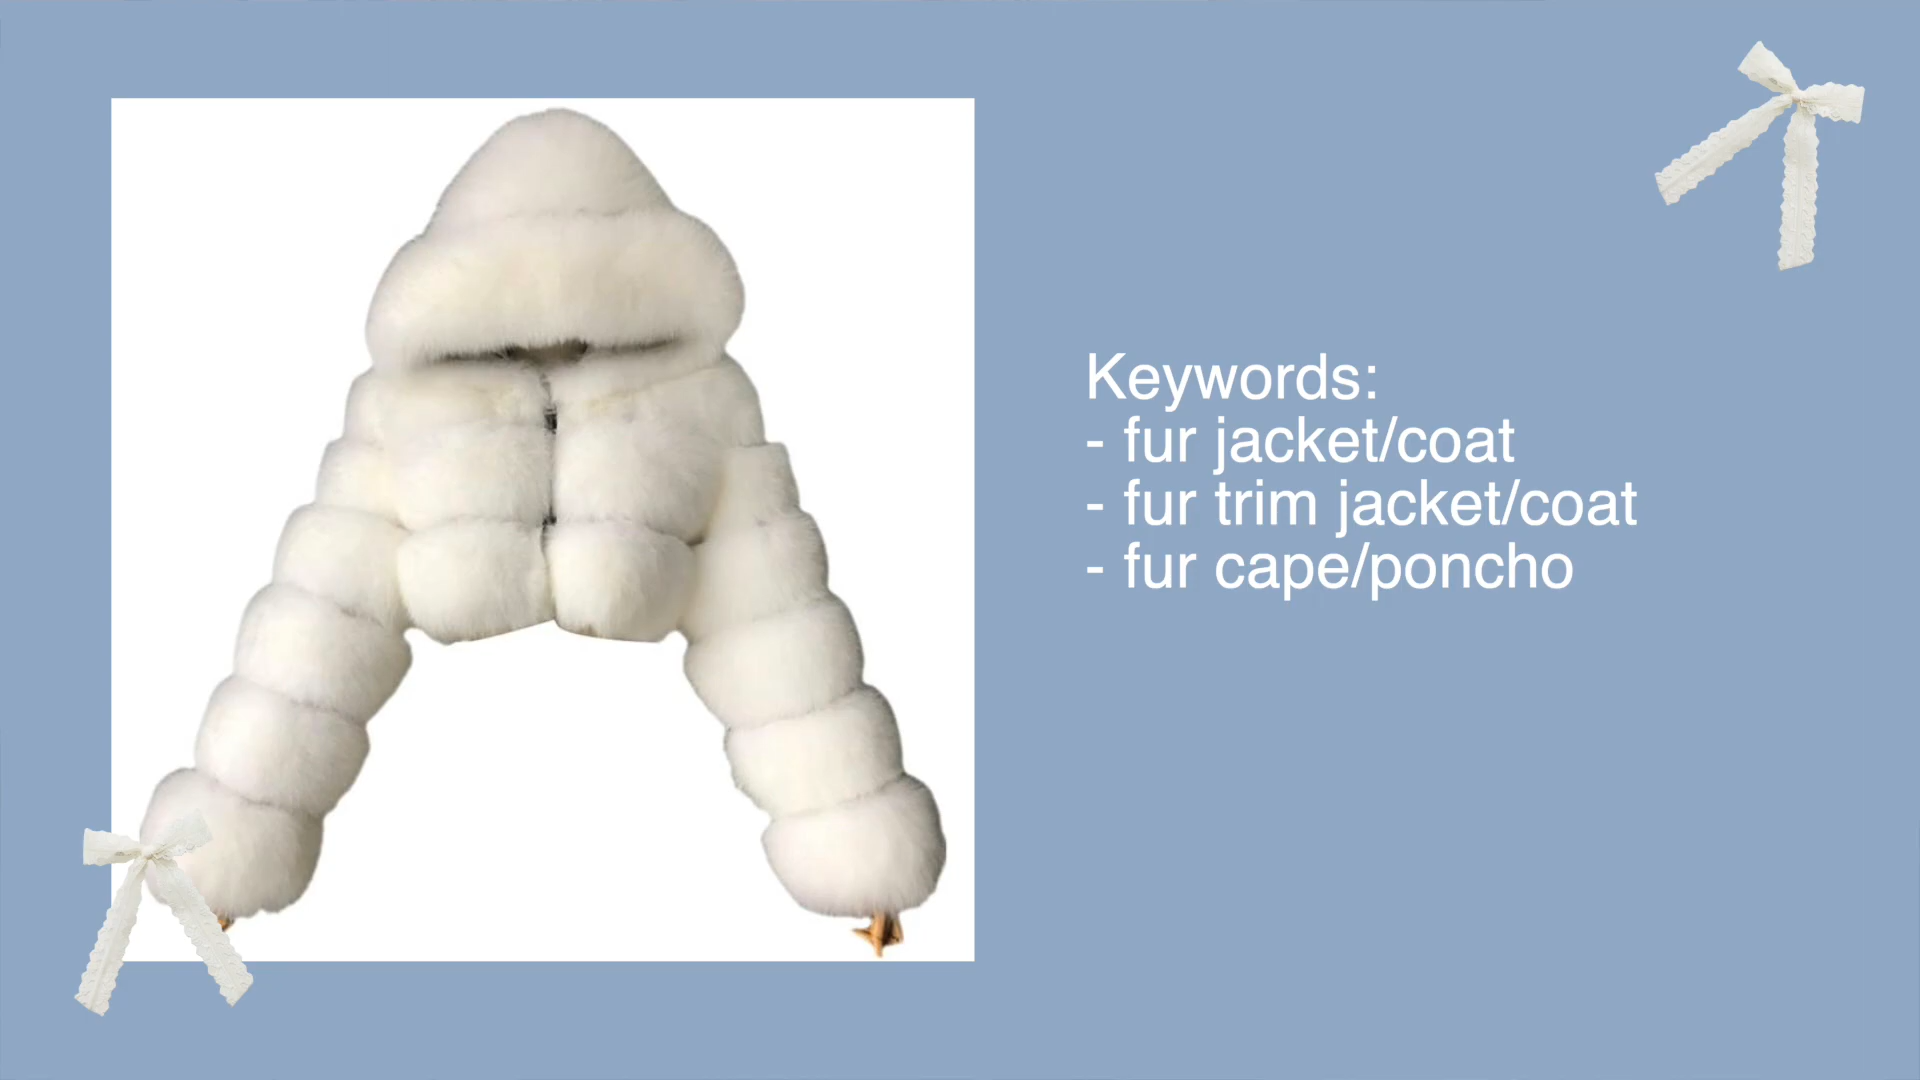 Keywords:
- fur jacket/coat
- fur trim jacket/coat
- fur cape/poncho